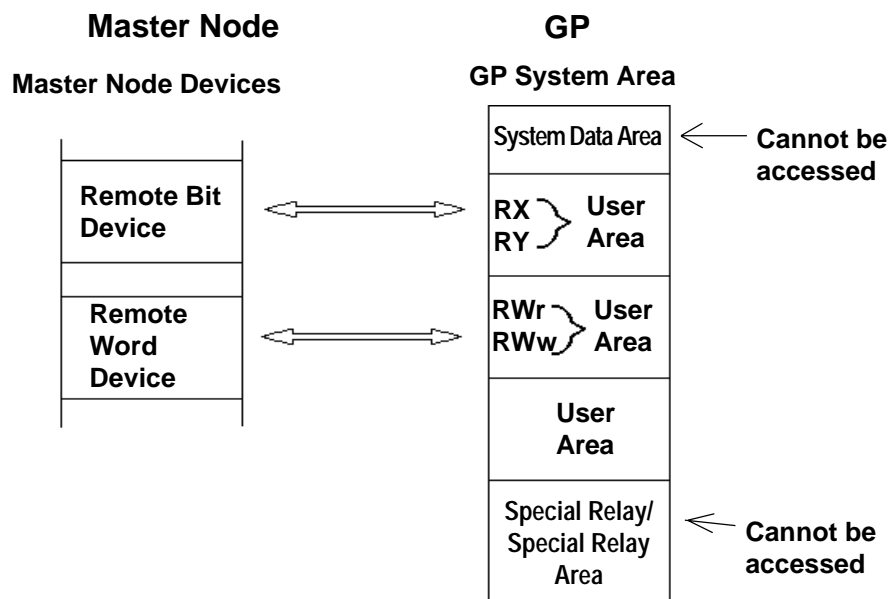 Master Node
GP
Master Node Devices
GP System Area
System Data Area
Cannot be
accessed
Remote Bit
Device
RX
RY
User
Area
Remote
Word
Device
RWr
RWw
User
Area
User
Area
Special Relay/
Special Relay
Area
Cannot be
accessed